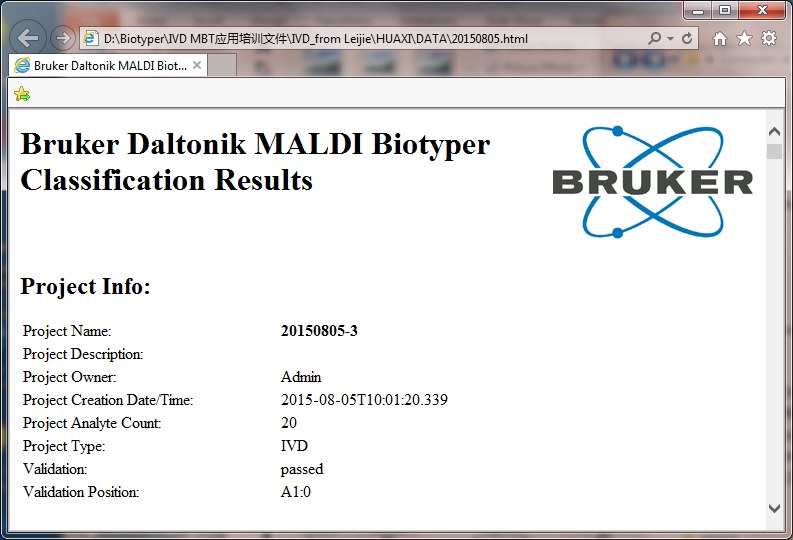 D:\Biotyper\IVD MBT应用培训文件\IVD_from Leijie\HUAXI\DATA\20150805.html
Bruker Daltonik MALDI Biot...
Bruker Daltonik MALDI Biotyper
Classification Results
BRUKER
Project Info:
Project Name: 20150805-3
Project Description:
Project Owner: Admin
Project Creation Date/Time: 2015-08-05T10:01:20.339
Project Analyte Count: 20
Project Type: IVD
Validation: passed
Validation Position: A1:0